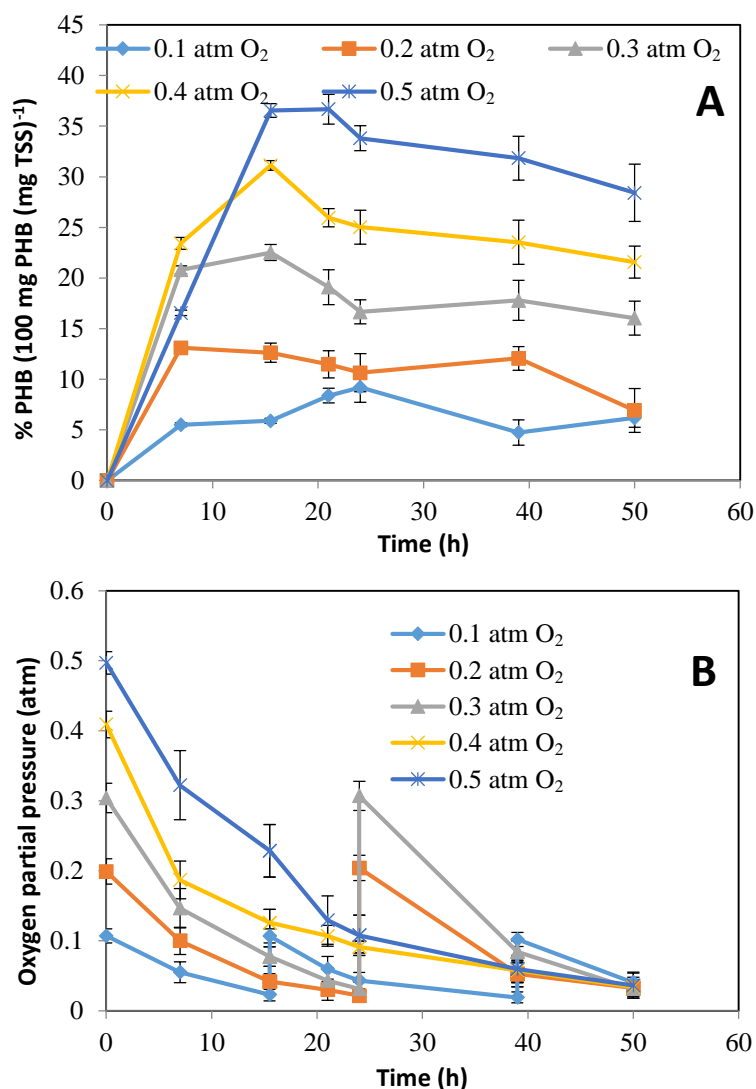 45
40
35
30
25
20
15
10
5
0
% PHB (100 mg PHB (mg TSS)⁻¹)
0.1 atm O₂ 0.2 atm O₂ 0.3 atm O₂
0.4 atm O₂ 0.5 atm O₂
A
0 10 20 30 40 50 60
Time (h)
0.6
0.5
0.4
0.3
0.2
0.1
0
Oxygen partial pressure (atm)
0.1 atm O₂
0.2 atm O₂
0.3 atm O₂
0.4 atm O₂
0.5 atm O₂
B
0 10 20 30 40 50 60
Time (h)